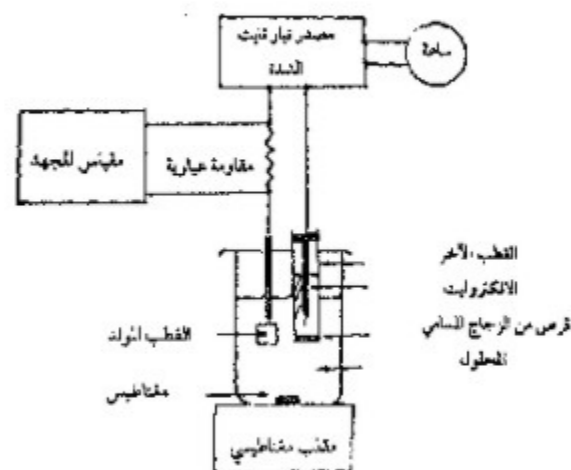 مصدر تيار ثابت
الشدة
ساعة
مقياس للجهد
مقاومة عيارية
القطب الآخر
الالكتروليت
قرص من الزجاج المسامي
المحلول
القطب المولد
مغناطيس
مقلب مغناطيسي